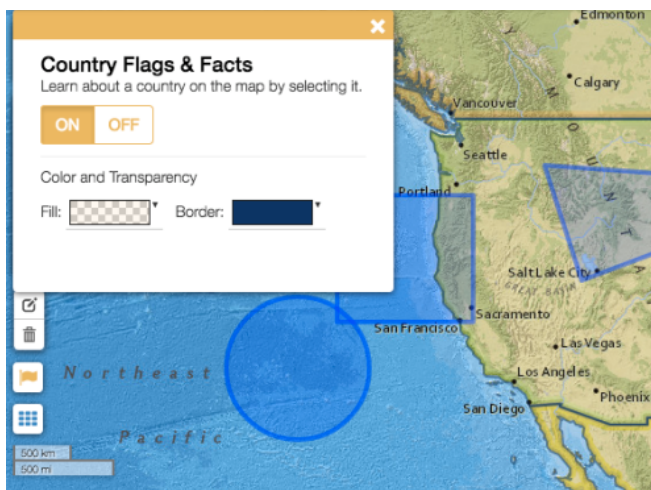 Country Flags & Facts
Learn about a country on the map by selecting it.
ON OFF
Color and Transparency
Fill: Border:
Edmonton
Calgary
Vancouver
Seattle
Portland
Salt Lake City
GREAT BASIN
Sacramento
San Francisco
Las Vegas
Los Angeles
Phoenix
San Diego
Northeast
Pacific
500 km
500 mi